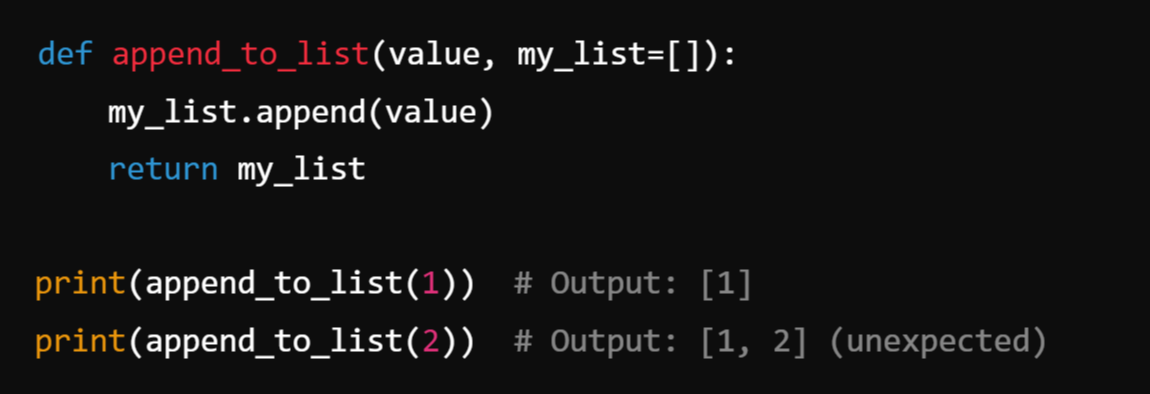 def append_to_list(value, my_list=[]):
    my_list.append(value)
    return my_list
print(append_to_list(1))  # Output: [1]
print(append_to_list(2))  # Output: [1, 2] (unexpected)